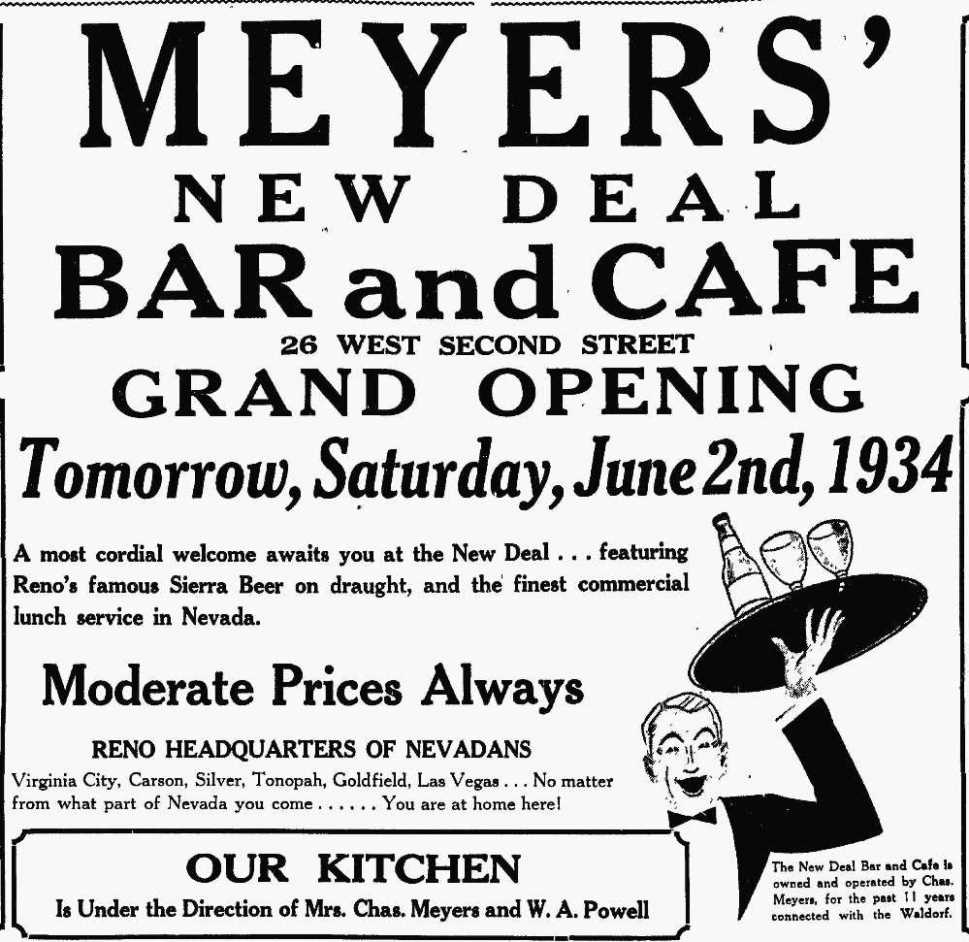 MEYERS'
NEW DEAL
BAR and CAFE
26 WEST SECOND STREET
GRAND OPENING
Tomorrow, Saturday, June 2nd, 1934
A most cordial welcome awaits you at the New Deal . . . featuring
Reno's famous Sierra Beer on draught, and the finest commercial
lunch service in Nevada.
Moderate Prices Always
RENO HEADQUARTERS OF NEVADANS
Virginia City, Carson, Silver, Tonopah, Goldfield, Las Vegas . . . No matter
from what part of Nevada you come . . . . . . You are at home here!
OUR KITCHEN
Is Under the Direction of Mrs. Chas. Meyers and W. A. Powell
The New Deal Bar and Cafe is
owned and operated by Chas.
Meyers, for the past 11 years
connected with the Waldorf.